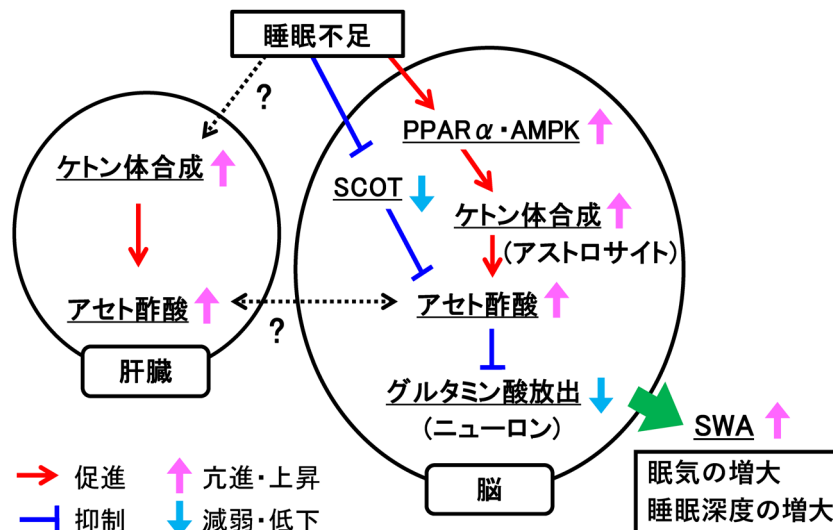 睡眠不足
?
PPARα・AMPK
ケトン体合成
SCOT
ケトン体合成
(アストロサイト)
アセト酢酸
アセト酢酸
?
肝臓
グルタミン酸放出
(ニューロン)
SWA
脳
眠気の増大
睡眠深度の増大
促進
亢進・上昇
抑制
減弱・低下